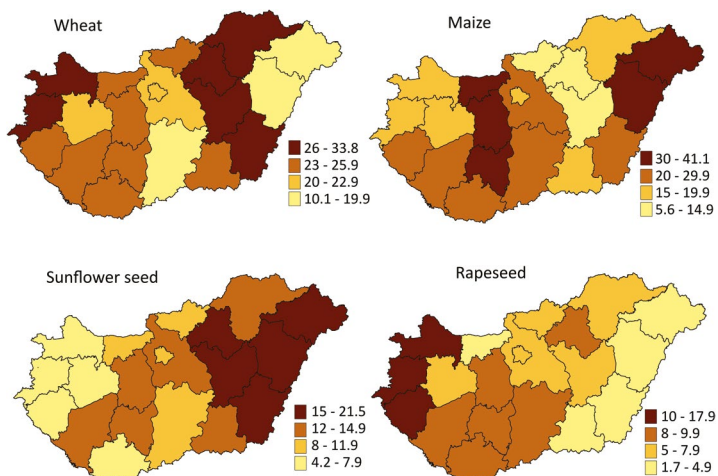 Wheat
26 - 33.8
23 - 25.9
20 - 22.9
10.1 - 19.9
Maize
30 - 41.1
20 - 29.9
15 - 19.9
5.6 - 14.9
Sunflower seed
15 - 21.5
12 - 14.9
8 - 11.9
4.2 - 7.9
Rapeseed
10 - 17.9
8 - 9.9
5 - 7.9
1.7 - 4.9